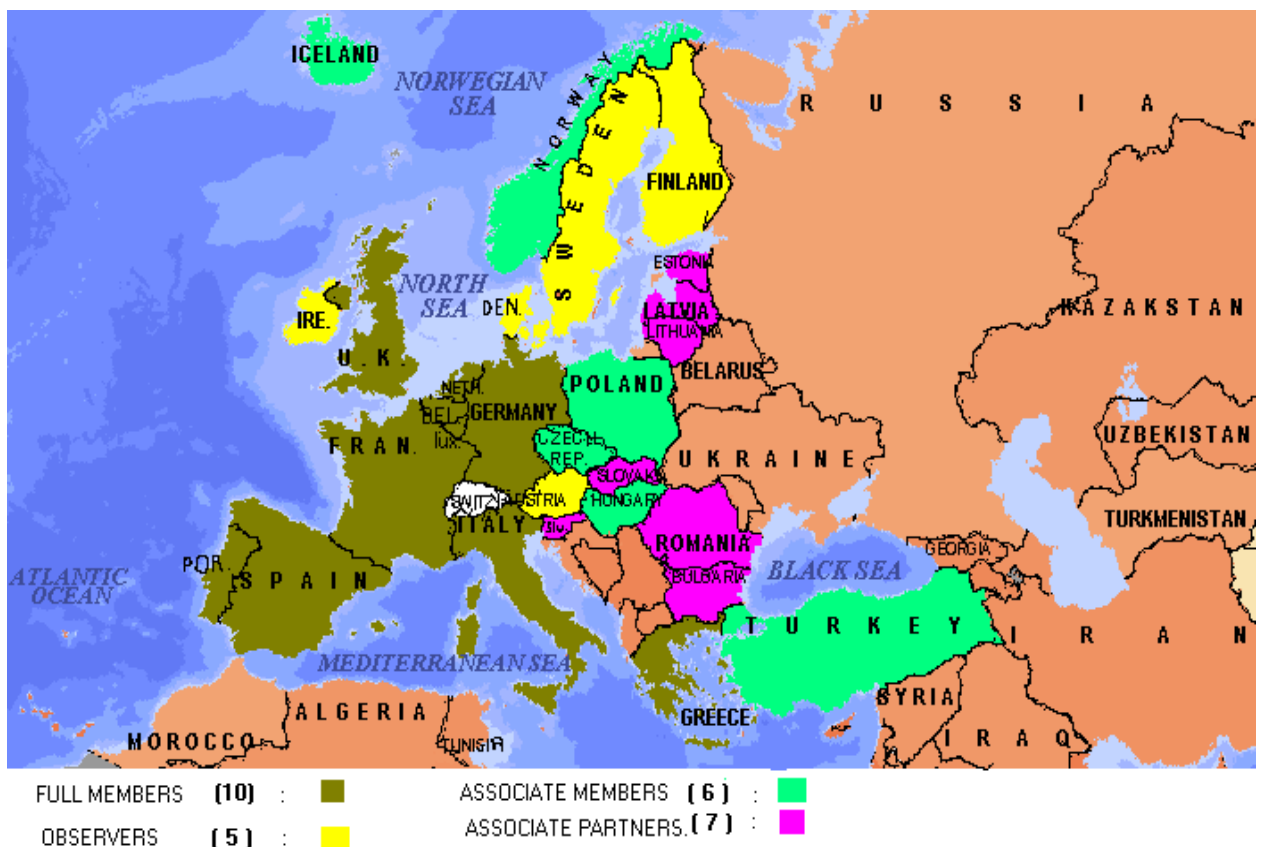 ICELAND
NORWEGIAN
SEA
NORWAY
SWEDEN
FINLAND
RUSSIA
ESTONIA
NORTH
SEA
DEN.
IRE.
LATVIA
LITHUANIA
KAZAKSTAN
U.K.
POLAND
BELARUS
NETH.
BEL.
GERMANY
lux.
FRAN.
CZECH
REP.
UKRAINE
UZBEKISTAN
SLOVAK
SWITZ.
AUSTRIA
HUNGARY
ITALY
Slv.
TURKMENISTAN
ROMANIA
GEORGIA
POR.
SPAIN
ATLANTIC
OCEAN
BULGARIA
BLACK SEA
TURKEY
IRAN
MEDITERRANEAN SEA
SYRIA
ALGERIA
GREECE
MOROCCO
TUNISIA
IRAQ
FULL MEMBERS (10) :
ASSOCIATE MEMBERS (6) :
OBSERVERS (5) :
ASSOCIATE PARTNERS. (7) :